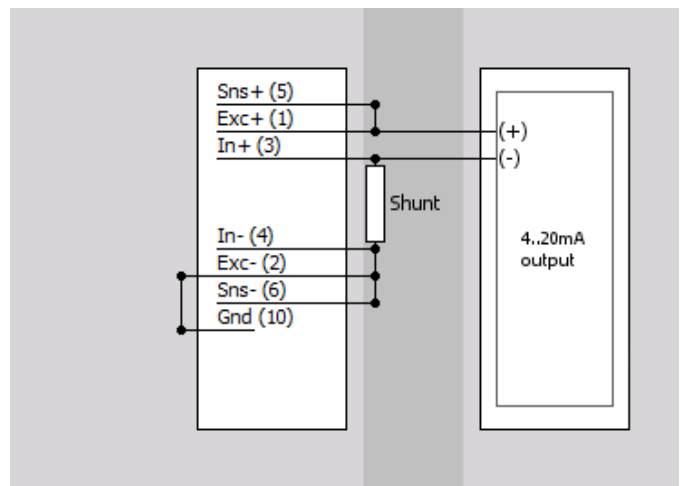 Sns+ (5)
Exc+ (1)
In+ (3)
(+)
(-)
Shunt
In- (4)
Exc- (2)
Sns- (6)
Gnd (10)
4..20mA
output